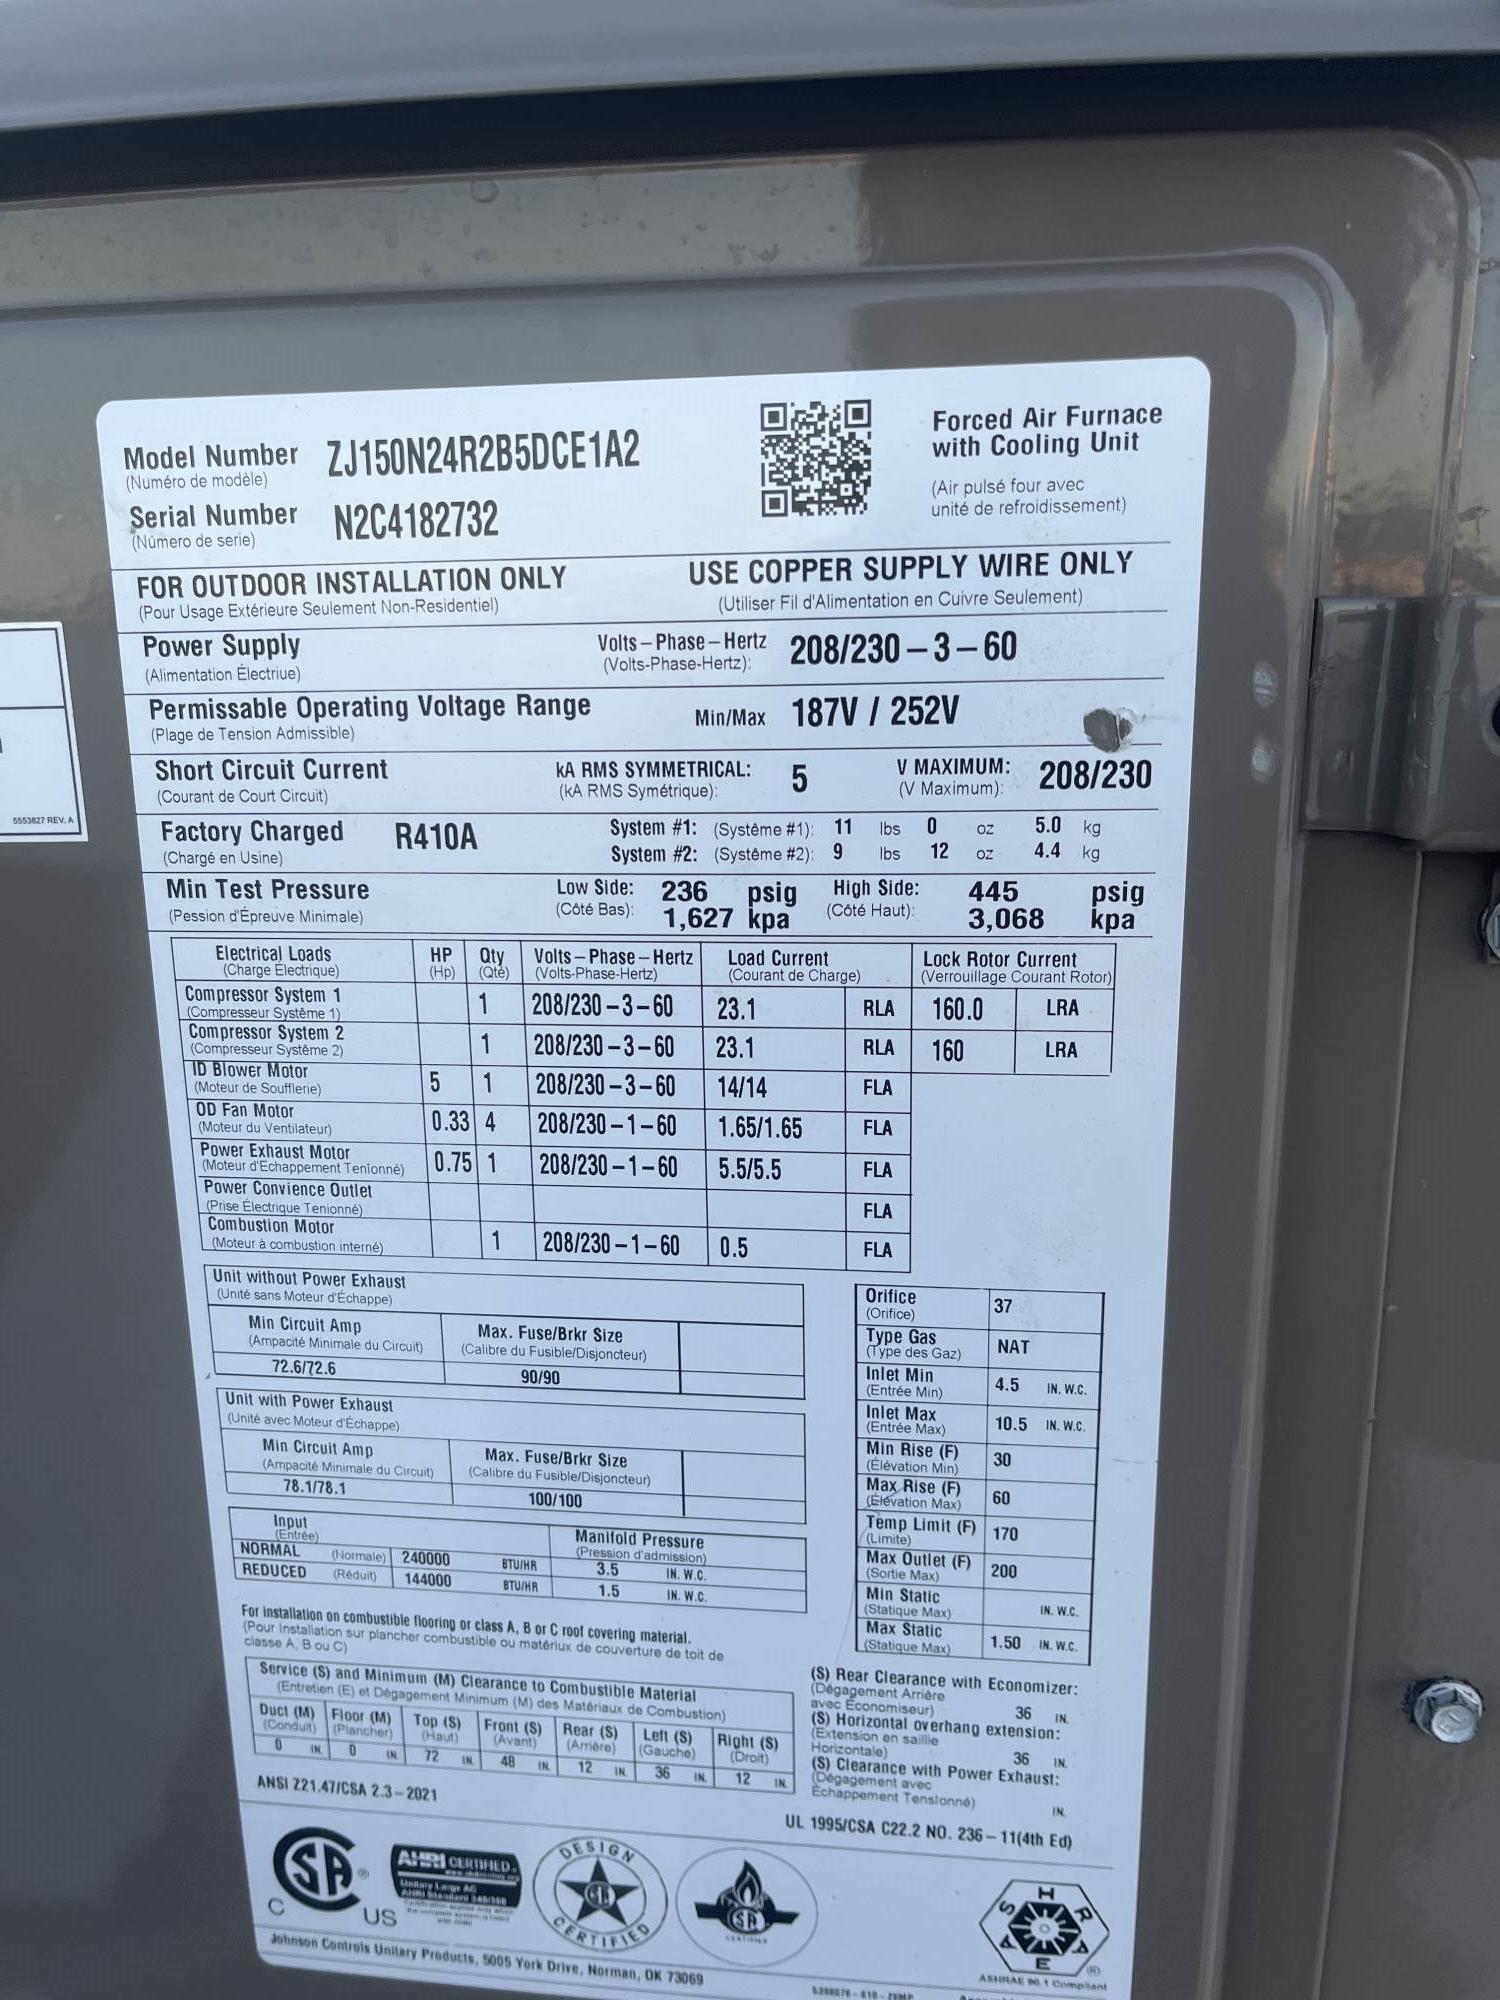 5553827 REV. A
Model Number ZJ150N24R2B5DCE1A2
(Numéro de modèle)
Serial Number N2C4182732
(Número de serie)
Forced Air Furnace
with Cooling Unit
(Air pulsé four avec
unité de refroidissement)
FOR OUTDOOR INSTALLATION ONLY USE COPPER SUPPLY WIRE ONLY
(Pour Usage Extérieure Seulement Non-Residentiel) (Utiliser Fil d'Alimentation en Cuivre Seulement)
Power Supply Volts – Phase – Hertz 208/230 – 3 – 60
(Alimentation Électriue) (Volts-Phase-Hertz):
Permissable Operating Voltage Range Min/Max 187V / 252V
(Plage de Tension Admissible)
Short Circuit Current kA RMS SYMMETRICAL: 5 V MAXIMUM: 208/230
(Courant de Court Circuit) (kA RMS Symétrique): (V Maximum):
Factory Charged R410A System #1: (Système #1): 11 lbs 0 oz 5.0 kg
(Chargé en Usine) System #2: (Système #2): 9 lbs 12 oz 4.4 kg
Min Test Pressure Low Side: 236 psig High Side: 445 psig
(Pession d'Épreuve Minimale) (Côté Bas): 1,627 kpa (Côté Haut): 3,068 kpa
Electrical Loads HP Qty Volts – Phase – Hertz Load Current Lock Rotor Current
(Charge Électrique) (Hp) (Qté) (Volts-Phase-Hertz) (Courant de Charge) (Verrouillage Courant Rotor)
Compressor System 1 1 208/230 – 3 – 60 23.1 RLA 160.0 LRA
(Compresseur Système 1)
Compressor System 2 1 208/230 – 3 – 60 23.1 RLA 160 LRA
(Compresseur Système 2)
ID Blower Motor 5 1 208/230 – 3 – 60 14/14 FLA
(Moteur de Soufflerie)
OD Fan Motor 0.33 4 208/230 – 1 – 60 1.65/1.65 FLA
(Moteur du Ventilateur)
Power Exhaust Motor 0.75 1 208/230 – 1 – 60 5.5/5.5 FLA
(Moteur d'Echappement Tenionné)
Power Convience Outlet FLA
(Prise Électrique Tenionné)
Combustion Motor 1 208/230 – 1 – 60 0.5 FLA
(Moteur à combustion interné)
Unit without Power Exhaust
(Unité sans Moteur d'Échappe)
Min Circuit Amp Max. Fuse/Brkr Size
(Ampacité Minimale du Circuit) (Calibre du Fusible/Disjoncteur)
72.6/72.6 90/90
Unit with Power Exhaust
(Unité avec Moteur d'Échappe)
Min Circuit Amp Max. Fuse/Brkr Size
(Ampacité Minimale du Circuit) (Calibre du Fusible/Disjoncteur)
78.1/78.1 100/100
Input Manifold Pressure
(Entrée) (Pression d'admission)
NORMAL (Normale) 240000 BTU/HR 3.5 IN. W.C.
REDUCED (Réduit) 144000 BTU/HR 1.5 IN. W.C.
Orifice 37
(Orifice)
Type Gas NAT
(Type des Gaz)
Inlet Min 4.5 IN. W.C.
(Entrée Min)
Inlet Max 10.5 IN. W.C.
(Entrée Max)
Min Rise (F) 30
(Élévation Min)
Max Rise (F) 60
(Élévation Max)
Temp Limit (F) 170
(Limite)
Max Outlet (F) 200
(Sortie Max)
Min Static IN. W.C.
(Statique Max)
Max Static 1.50 IN. W.C.
(Statique Max)
For installation on combustible flooring or class A, B or C roof covering material.
(Pour Installation sur plancher combustible ou matériux de couverture de toit de
classe A, B ou C)
Service (S) and Minimum (M) Clearance to Combustible Material
(Entretien (E) et Dégagement Minimum (M) des Matériaux de Combustion)
Duct (M) Floor (M) Top (S) Front (S) Rear (S) Left (S) Right (S)
(Conduit) (Plancher) (Haut) (Avant) (Arrière) (Gauche) (Droit)
0 IN. 0 IN. 72 IN. 48 IN. 12 IN. 36 IN. 12 IN.
(S) Rear Clearance with Economizer:
(Dégagement Arrière
avec Économiseur) 36 IN.
(S) Horizontal overhang extension:
(Extension en saillie
Horizontale) 36 IN.
(S) Clearance with Power Exhaust:
(Dégagement avec
Échappement Tensionné) IN.
ANSI Z21.47/CSA 2.3 – 2021
UL 1995/CSA C22.2 NO. 236 – 11(4th Ed)
C US
AHRI CERTIFIED
Unitary Large AC
DESIGN
CERTIFIED
ASHRAE
ASHRAE 90.1 Compliant
Johnson Controls Unitary Products, 5005 York Drive, Norman, OK 73069